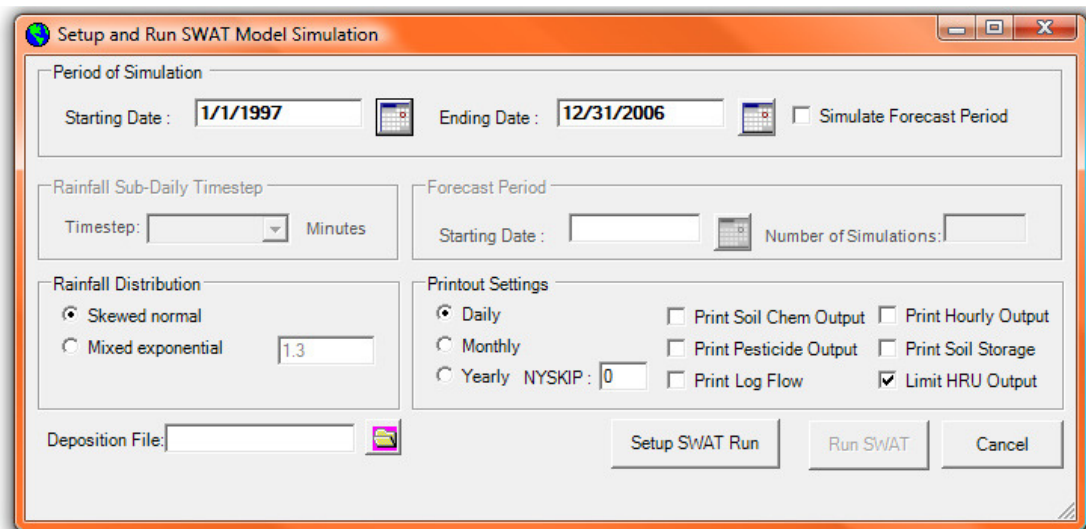 Setup and Run SWAT Model Simulation
Period of Simulation
Starting Date : 1/1/1997 Ending Date : 12/31/2006 Simulate Forecast Period
Rainfall Sub-Daily Timestep
Timestep: Minutes
Forecast Period
Starting Date : Number of Simulations:
Rainfall Distribution
Skewed normal
Mixed exponential 1.3
Printout Settings
Daily Print Soil Chem Output Print Hourly Output
Monthly Print Pesticide Output Print Soil Storage
Yearly NYSKIP : 0 Print Log Flow Limit HRU Output
Deposition File: Setup SWAT Run Run SWAT Cancel